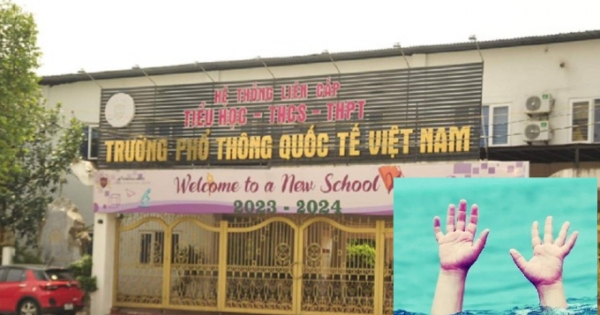 HỆ THỐNG LIÊN CẤP
TIỂU HỌC - THCS - THPT
TRƯỜNG PHỔ THÔNG QUỐC TẾ VIỆT NAM
Welcome to a New School
2023 - 2024